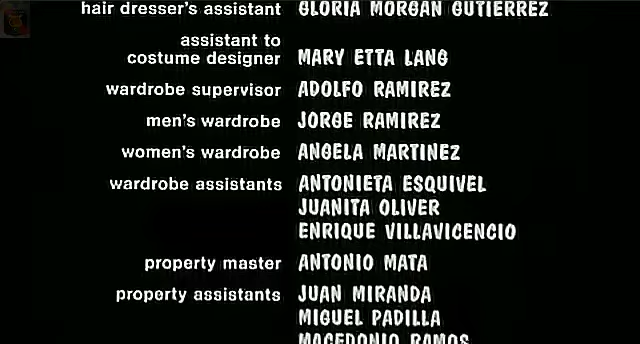 hair dresser's assistant GLORIA MORGAN GUTIERREZ
assistant to
costume designer MARY ETTA LANG
wardrobe supervisor ADOLFO RAMIREZ
men's wardrobe JORGE RAMIREZ
women's wardrobe ANGELA MARTINEZ
wardrobe assistants ANTONIETA ESQUIVEL
JUANITA OLIVER
ENRIQUE VILLAVICENCIO
property master ANTONIO MATA
property assistants JUAN MIRANDA
MIGUEL PADILLA
MACEDONIO RAMOS